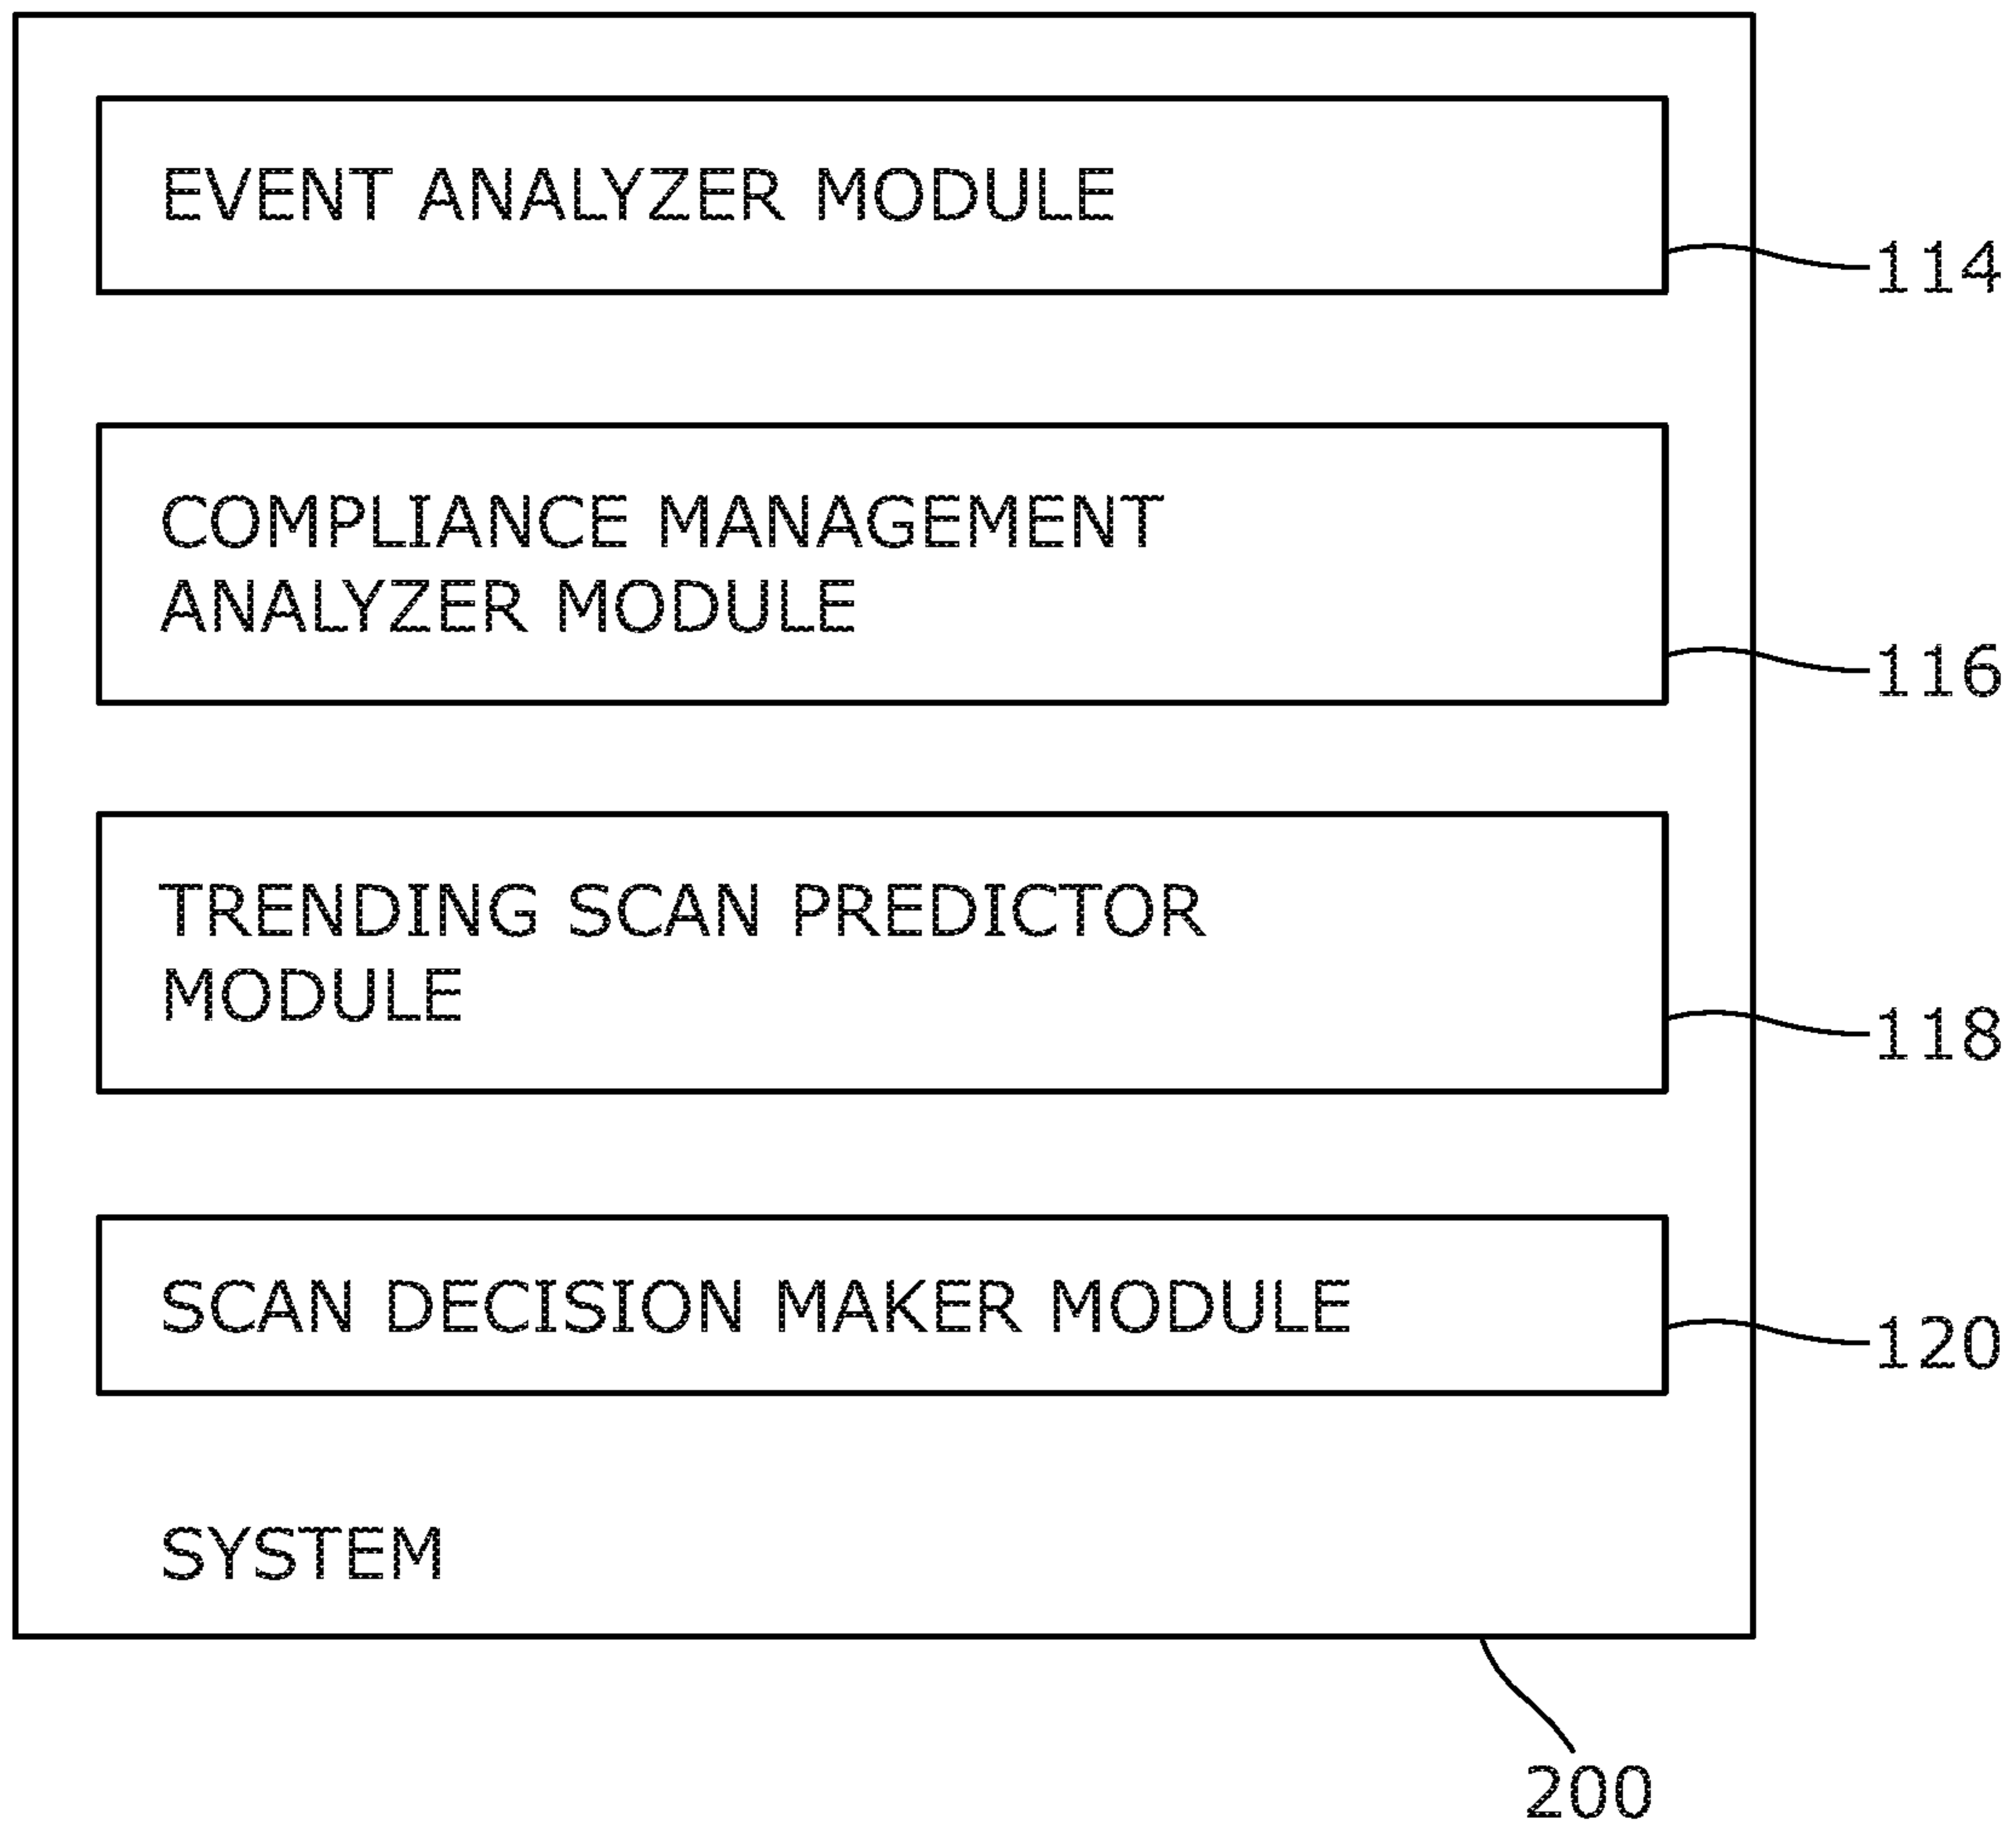 EVENT ANALYZER MODULE
114
COMPLIANCE MANAGEMENT
ANALYZER MODULE
116
TRENDING SCAN PREDICTOR
MODULE
118
SCAN DECISION MAKER MODULE
120
SYSTEM
200